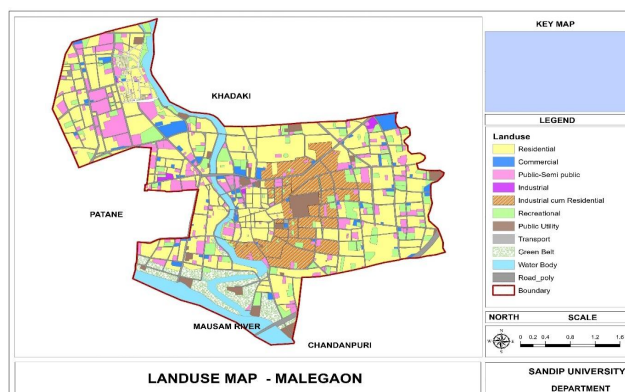 KEY MAP
KHADAKI
PATANE
MAUSAM RIVER
CHANDANPURI
LEGEND
Landuse
Residential
Commercial
Public-Semi public
Industrial
Industrial cum Residential
Recreational
Public Utility
Transport
Green Belt
Water Body
Road_poly
Boundary
NORTH SCALE
0 0.2 0.4 0.8 1.2 1.6
LANDUSE MAP - MALEGAON
SANDIP UNIVERSITY
DEPARTMENT